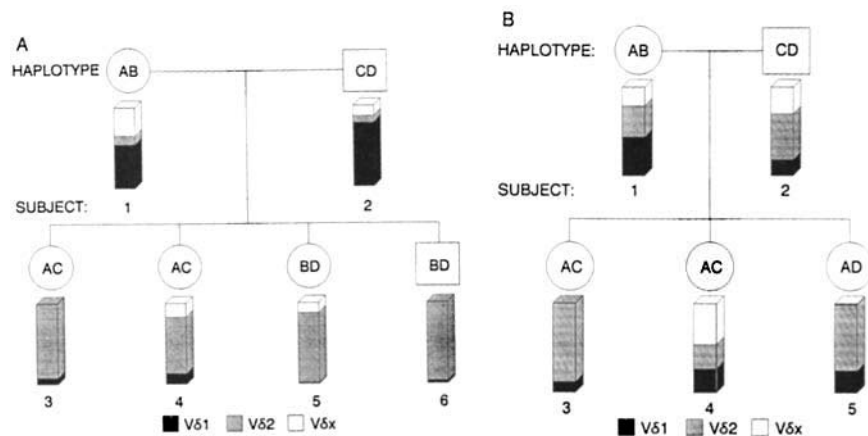 A
HAPLOTYPE AB CD
SUBJECT: 1 2
AC AC BD BD
3 4 5 6
Vδ1 Vδ2 Vδx
B
HAPLOTYPE: AB CD
SUBJECT: 1 2
AC AC AD
3 4 5
Vδ1 Vδ2 Vδx